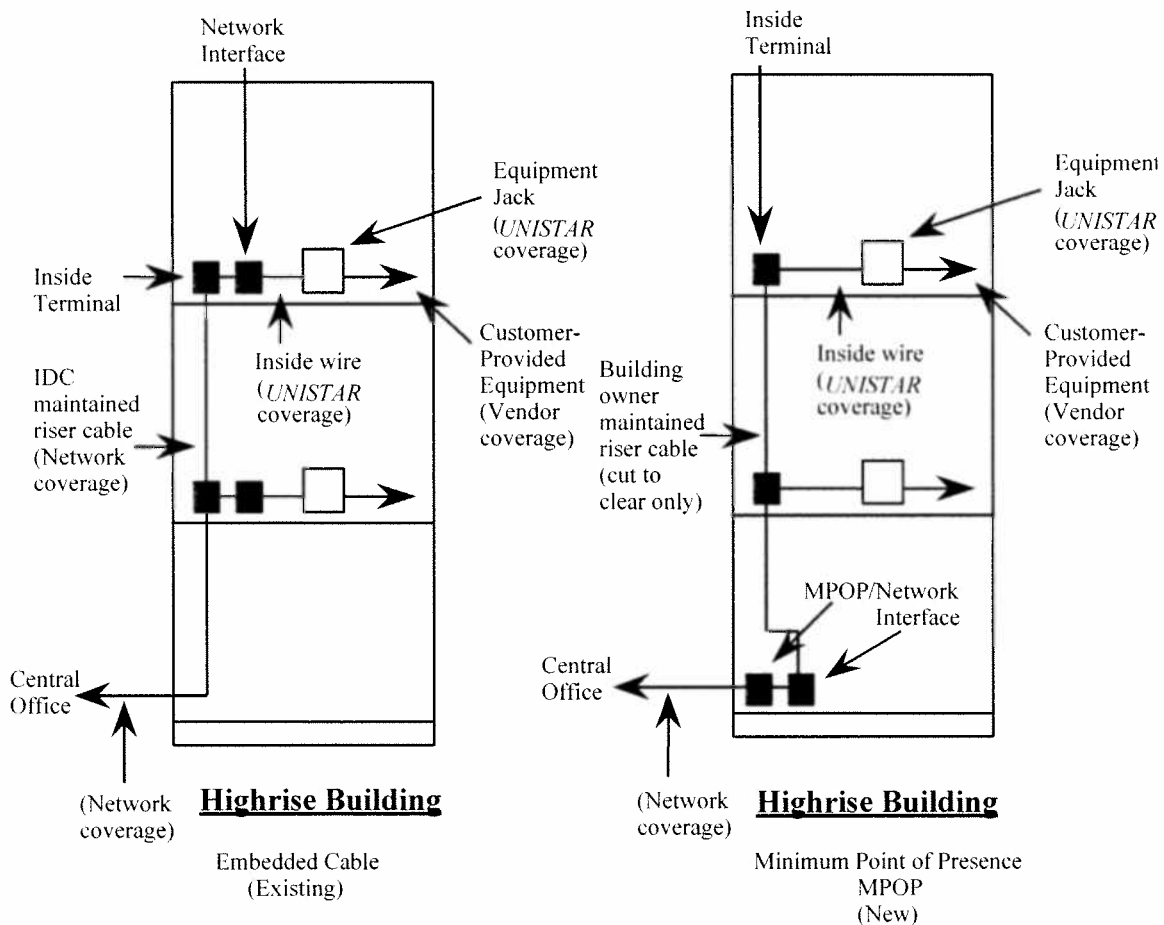 Network
Interface
Equipment
Jack
(UNISTAR
coverage)
Inside
Terminal
Inside wire
(UNISTAR
coverage)
Customer-
Provided
Equipment
(Vendor
coverage)
IDC
maintained
riser cable
(Network
coverage)
Central
Office
(Network
coverage)
Highrise Building
Embedded Cable
(Existing)
Inside
Terminal
Equipment
Jack
(UNISTAR
coverage)
Inside wire
(UNISTAR
coverage)
Customer-
Provided
Equipment
(Vendor
coverage)
Building
owner
maintained
riser cable
(cut to
clear only)
MPOP/Network
Interface
Central
Office
(Network
coverage)
Highrise Building
Minimum Point of Presence
MPOP
(New)